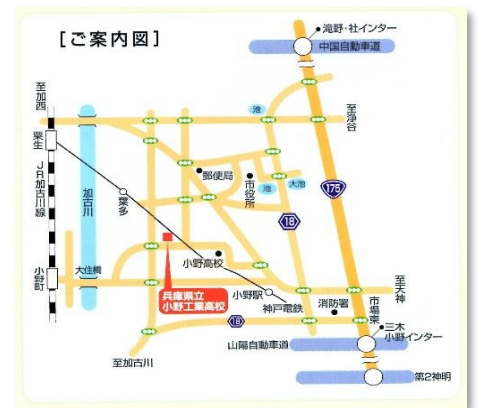 [ご案内図]
滝野・社インター
中国自動車道
至加西
粟生
JR加古川線
加古川
池
至浄谷
葉多
郵便局
市役所
池
大池
175
18
小野町
大住橋
小野高校
兵庫県立
小野工業高校
小野駅
神戸電鉄
消防署
至天神
市場東
18
三木
小野インター
山陽自動車道
至加古川
第2神明